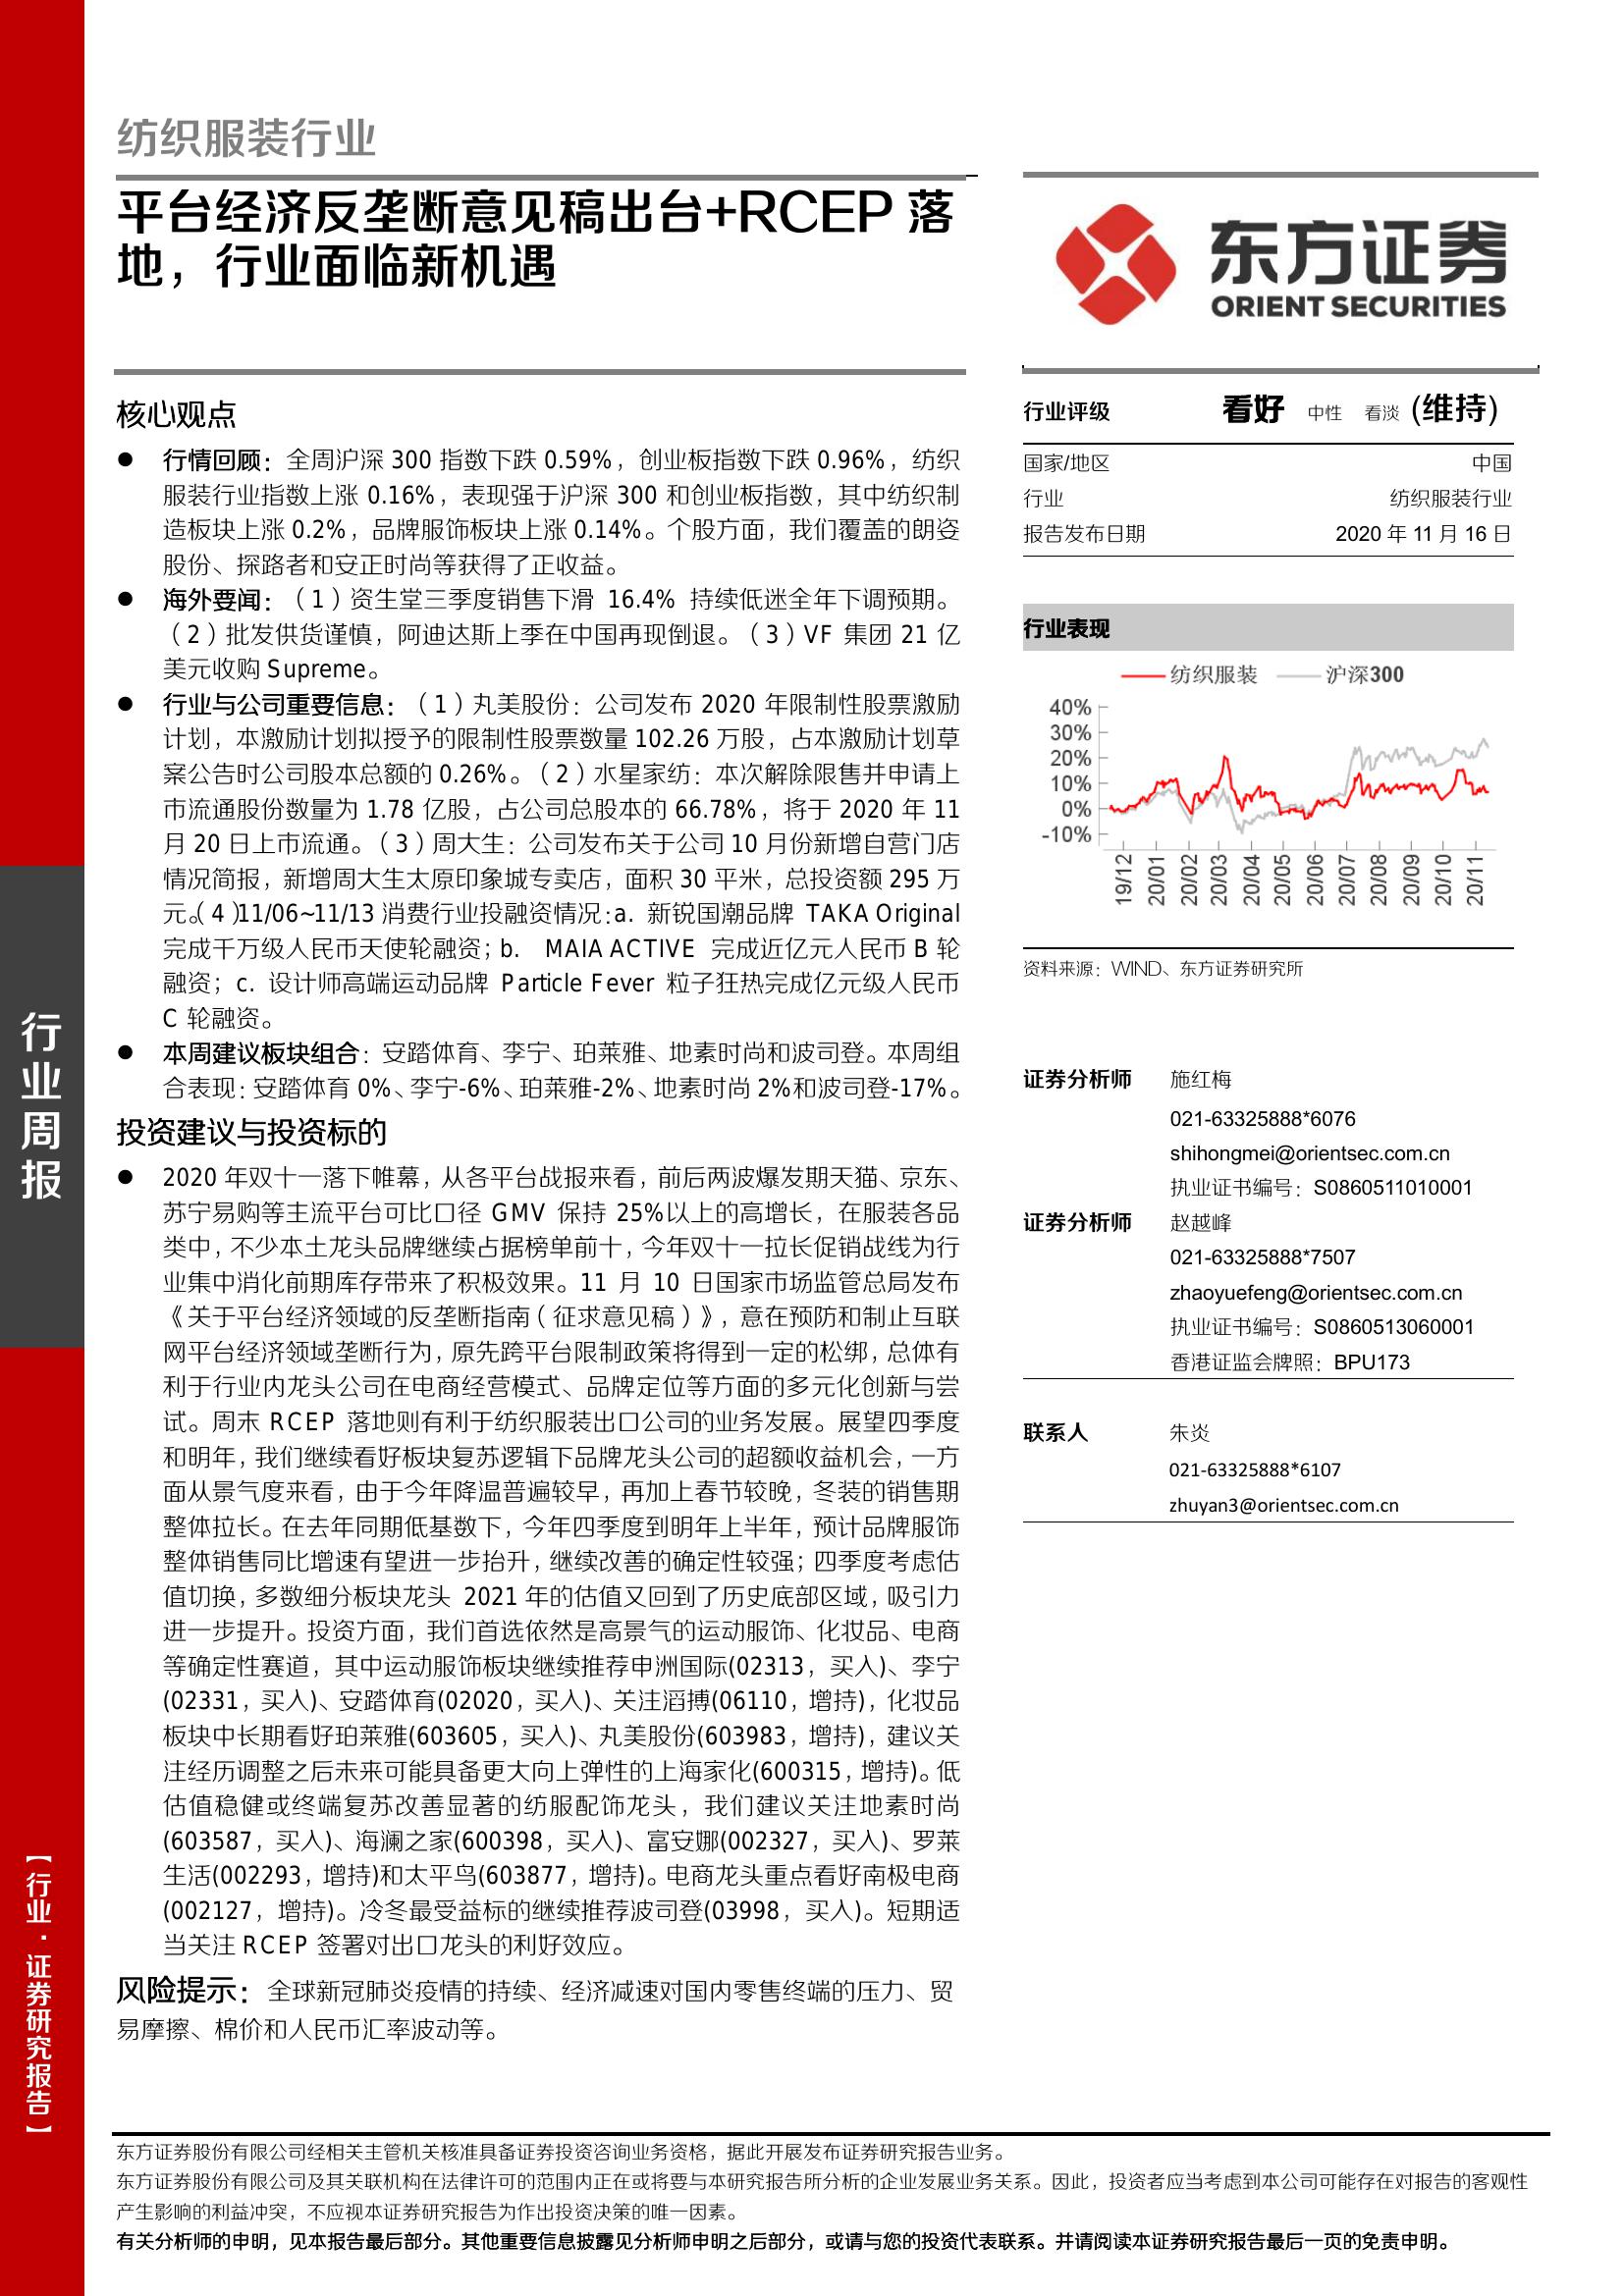 纺织服装行业
平台经济反垄断意见稿出台+RCEP 落
地，行业面临新机遇
东方证券
ORIENT SECURITIES
核心观点
● 行情回顾：全周沪深 300 指数下跌 0.59%，创业板指数下跌 0.96%，纺织
服装行业指数上涨 0.16%，表现强于沪深 300 和创业板指数，其中纺织制
造板块上涨 0.2%，品牌服饰板块上涨 0.14%。个股方面，我们覆盖的朗姿
股份、探路者和安正时尚等获得了正收益。
● 海外要闻：（1）资生堂三季度销售下滑 16.4% 持续低迷全年下调预期。
（2）批发供货谨慎，阿迪达斯上季在中国再现倒退。（3）VF 集团 21 亿
美元收购 Supreme。
● 行业与公司重要信息：（1）丸美股份：公司发布 2020 年限制性股票激励
计划，本激励计划拟授予的限制性股票数量 102.26 万股，占本激励计划草
案公告时公司股本总额的 0.26%。（2）水星家纺：本次解除限售并申请上
市流通股份数量为 1.78 亿股，占公司总股本的 66.78%，将于 2020 年 11
月 20 日上市流通。（3）周大生：公司发布关于公司 10 月份新增自营门店
情况简报，新增周大生太原印象城专卖店，面积 30 平米，总投资额 295 万
元。（4）11/06~11/13 消费行业投融资情况：a. 新锐国潮品牌 TAKA Original
完成千万级人民币天使轮融资；b. MAIA ACTIVE 完成近亿元人民币 B 轮
融资；c. 设计师高端运动品牌 Particle Fever 粒子狂热完成亿元级人民币
C 轮融资。
● 本周建议板块组合：安踏体育、李宁、珀莱雅、地素时尚和波司登。本周组
合表现：安踏体育 0%、李宁-6%、珀莱雅-2%、地素时尚 2%和波司登-17%。
投资建议与投资标的
● 2020 年双十一落下帷幕，从各平台战报来看，前后两波爆发期天猫、京东、
苏宁易购等主流平台可比口径 GMV 保持 25%以上的高增长，在服装各品
类中，不少本土龙头品牌继续占据榜单前十，今年双十一拉长促销战线为行
业集中消化前期库存带来了积极效果。11 月 10 日国家市场监管总局发布
《关于平台经济领域的反垄断指南（征求意见稿）》，意在预防和制止互联
网平台经济领域垄断行为，原先跨平台限制政策将得到一定的松绑，总体有
利于行业内龙头公司在电商经营模式、品牌定位等方面的多元化创新与尝
试。周末 RCEP 落地则有利于纺织服装出口公司的业务发展。展望四季度
和明年，我们继续看好板块复苏逻辑下品牌龙头公司的超额收益机会，一方
面从景气度来看，由于今年降温普遍较早，再加上春节较晚，冬装的销售期
整体拉长。在去年同期低基数下，今年四季度到明年上半年，预计品牌服饰
整体销售同比增速有望进一步抬升，继续改善的确定性较强；四季度考虑估
值切换，多数细分板块龙头 2021 年的估值又回到了历史底部区域，吸引力
进一步提升。投资方面，我们首选依然是高景气的运动服饰、化妆品、电商
等确定性赛道，其中运动服饰板块继续推荐申洲国际(02313，买入)、李宁
(02331，买入)、安踏体育(02020，买入)、关注滔搏(06110，增持)，化妆品
板块中长期看好珀莱雅(603605，买入)、丸美股份(603983，增持)，建议关
注经历调整之后未来可能具备更大向上弹性的上海家化(600315，增持)。低
估值稳健或终端复苏改善显著的纺服配饰龙头，我们建议关注地素时尚
(603587，买入)、海澜之家(600398，买入)、富安娜(002327，买入)、罗莱
生活(002293，增持)和太平鸟(603877，增持)。电商龙头重点看好南极电商
(002127，增持)。冷冬最受益标的继续推荐波司登(03998，买入)。短期适
当关注 RCEP 签署对出口龙头的利好效应。
风险提示：全球新冠肺炎疫情的持续、经济减速对国内零售终端的压力、贸
易摩擦、棉价和人民币汇率波动等。
行业评级 看好 中性 看淡 (维持)
国家/地区 中国
行业 纺织服装行业
报告发布日期 2020 年 11 月 16 日
行业表现
纺织服装 沪深300
40%
30%
20%
10%
0%
-10%
19/12 20/01 20/02 20/03 20/04 20/05 20/06 20/07 20/08 20/09 20/10 20/11
资料来源：WIND、东方证券研究所
证券分析师 施红梅
021-63325888*6076
shihongmei@orientsec.com.cn
执业证书编号：S0860511010001
证券分析师 赵越峰
021-63325888*7507
zhaoyuefeng@orientsec.com.cn
执业证书编号：S0860513060001
香港证监会牌照：BPU173
联系人 朱炎
021-63325888*6107
zhuyan3@orientsec.com.cn
行业周报
【行业·证券研究报告】
东方证券股份有限公司经相关主管机关核准具备证券投资咨询业务资格，据此开展发布证券研究报告业务。
东方证券股份有限公司及其关联机构在法律许可的范围内正在或将要与本研究报告所分析的企业发展业务关系。因此，投资者应当考虑到本公司可能存在对报告的客观性
产生影响的利益冲突，不应视本证券研究报告为作出投资决策的唯一因素。
有关分析师的申明，见本报告最后部分。其他重要信息披露见分析师申明之后部分，或请与您的投资代表联系。并请阅读本证券研究报告最后一页的免责申明。